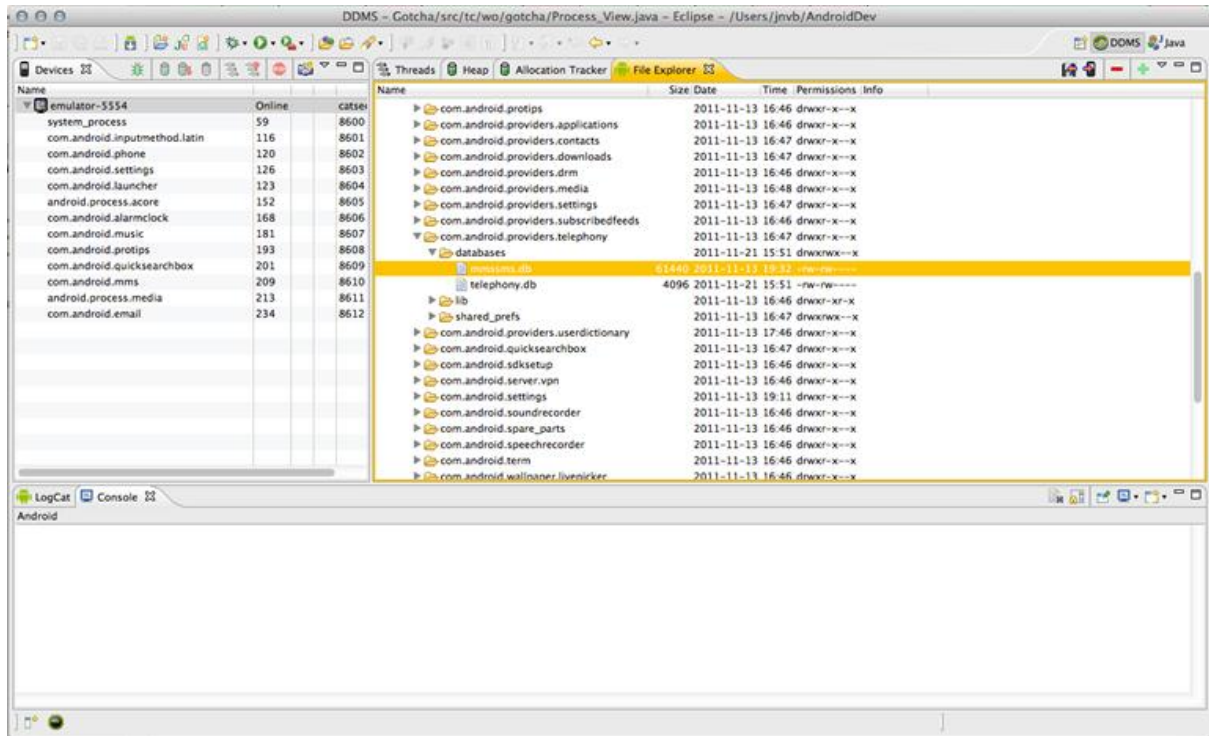 DDMS - Gotcha/src/tc/wo/gotcha/Process_View.java - Eclipse - /Users/jnvb/AndroidDev
DDMS Java
Devices
Threads Heap Allocation Tracker File Explorer
Name
emulator-5554 Online catse
system_process 59 8600
com.android.inputmethod.latin 116 8601
com.android.phone 120 8602
com.android.settings 126 8603
com.android.launcher 123 8604
android.process.acore 152 8605
com.android.alarmclock 168 8606
com.android.music 181 8607
com.android.protips 193 8608
com.android.quicksearchbox 201 8609
com.android.mms 209 8610
android.process.media 213 8611
com.android.email 234 8612
Name Size Date Time Permissions Info
com.android.protips 2011-11-13 16:46 drwxr-x--x
com.android.providers.applications 2011-11-13 16:46 drwxr-x--x
com.android.providers.contacts 2011-11-13 16:47 drwxr-x--x
com.android.providers.downloads 2011-11-13 16:47 drwxr-x--x
com.android.providers.drm 2011-11-13 16:46 drwxr-x--x
com.android.providers.media 2011-11-13 16:48 drwxr-x--x
com.android.providers.settings 2011-11-13 16:47 drwxr-x--x
com.android.providers.subscribedfeeds 2011-11-13 16:46 drwxr-x--x
com.android.providers.telephony 2011-11-13 16:47 drwxr-x--x
databases 2011-11-21 15:51 drwxrwx--x
mmssms.db 61440 2011-11-13 19:32 -rw-rw----
telephony.db 4096 2011-11-21 15:51 -rw-rw----
lib 2011-11-13 16:46 drwxr-xr-x
shared_prefs 2011-11-13 16:47 drwxrwx--x
com.android.providers.userdictionary 2011-11-13 17:46 drwxr-x--x
com.android.quicksearchbox 2011-11-13 16:47 drwxr-x--x
com.android.sdksetup 2011-11-13 16:46 drwxr-x--x
com.android.server.vpn 2011-11-13 16:46 drwxr-x--x
com.android.settings 2011-11-13 19:11 drwxr-x--x
com.android.soundrecorder 2011-11-13 16:46 drwxr-x--x
com.android.spare_parts 2011-11-13 16:46 drwxr-x--x
com.android.speechrecorder 2011-11-13 16:46 drwxr-x--x
com.android.term 2011-11-13 16:46 drwxr-x--x
com.android.wallpaper.livepicker 2011-11-13 16:46 drwxr-x--x
LogCat Console
Android